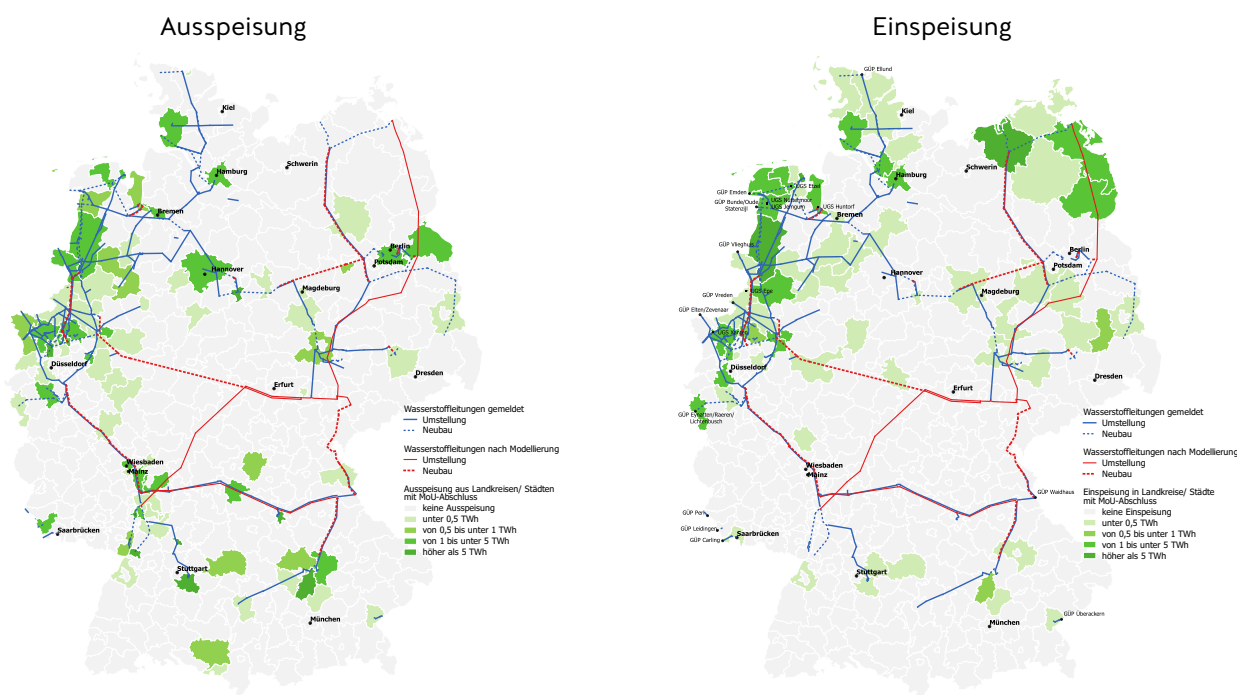 Ausspeisung
Kiel
Schwerin
Hamburg
Bremen
Berlin
Potsdam
Hannover
Magdeburg
Düsseldorf
Erfurt
Dresden
Wiesbaden
Mainz
Saarbrücken
Stuttgart
München
Wasserstoffleitungen gemeldet
Umstellung
Neubau
Wasserstoffleitungen nach Modellierung
Umstellung
Neubau
Ausspeisung aus Landkreisen/ Städten
mit MoU-Abschluss
keine Ausspeisung
unter 0,5 TWh
von 0,5 bis unter 1 TWh
von 1 bis unter 5 TWh
höher als 5 TWh
Einspeisung
GÜP Ellund
Kiel
Schwerin
Hamburg
GÜP Emden
UGS Etzel
GÜP Bunde/Oude
Statenzijl
UGS Nüttermoor
UGS Jemgum
UGS Huntorf
Bremen
GÜP Vlieghuis
Berlin
Potsdam
Hannover
UGS Epe
Magdeburg
GÜP Vreden
GÜP Elten/Zevenaar
Düsseldorf
Erfurt
Dresden
GÜP Eynatten/Raeren/
Lichtenbusch
Wiesbaden
Mainz
GÜP Waidhaus
GÜP Perl
GÜP Leidingen
GÜP Carling
Saarbrücken
Stuttgart
München
GÜP Überackern
Wasserstoffleitungen gemeldet
Umstellung
Neubau
Wasserstoffleitungen nach Modellierung
Umstellung
Neubau
Einspeisung in Landkreise/ Städte
mit MoU-Abschluss
keine Einspeisung
unter 0,5 TWh
von 0,5 bis unter 1 TWh
von 1 bis unter 5 TWh
höher als 5 TWh